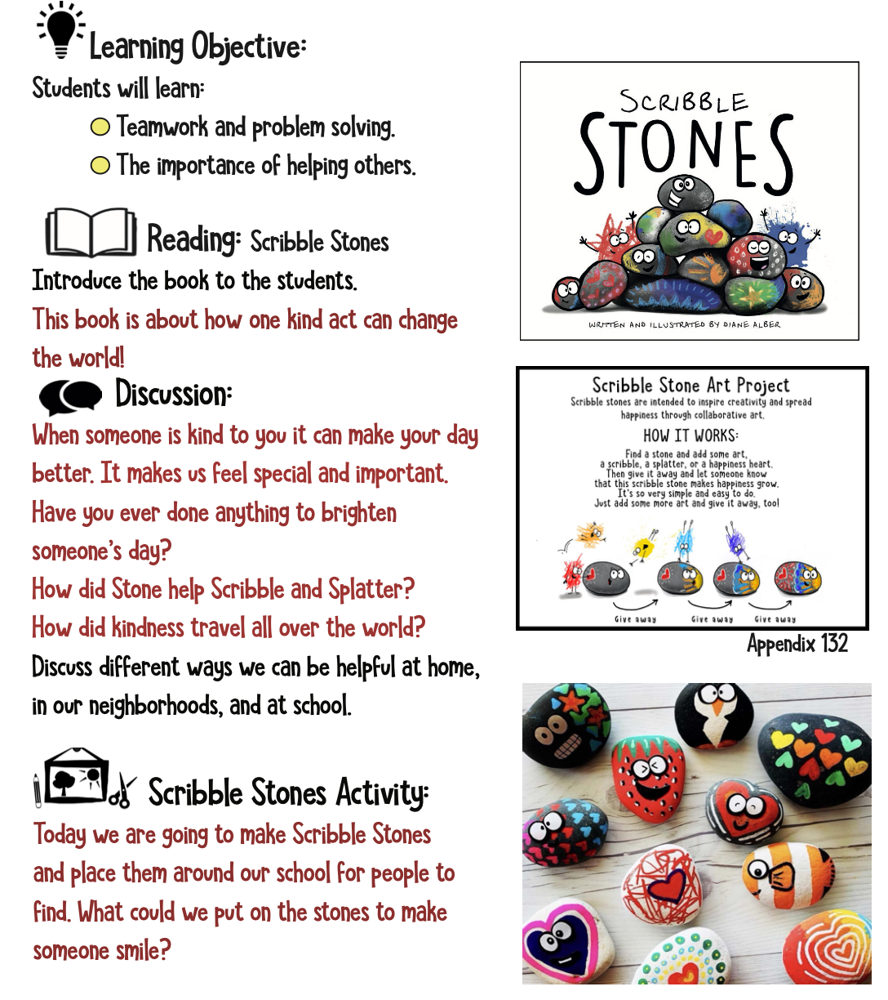 Learning Objective:
Students will learn:
Teamwork and problem solving.
The importance of helping others.
Reading: Scribble Stones
Introduce the book to the students.
This book is about how one kind act can change
the world!
Discussion:
When someone is kind to you it can make your day
better. It makes us feel special and important.
Have you ever done anything to brighten
someone's day?
How did Stone help Scribble and Splatter?
How did kindness travel all over the world?
Discuss different ways we can be helpful at home,
in our neighborhoods, and at school.
Scribble Stones Activity:
Today we are going to make Scribble Stones
and place them around our school for people to
find. What could we put on the stones to make
someone smile?
SCRIBBLE
STONES
WRITTEN AND ILLUSTRATED BY DIANE ALBER
Scribble Stone Art Project
Scribble stones are intended to inspire creativity and spread
happiness through collaborative art.
HOW IT WORKS:
Find a stone and add some art,
a scribble, a splatter, or a happiness heart.
Then give it away and let someone know
that this scribble stone makes happiness grow.
It's so very simple and easy to do.
Just add some more art and give it away, too!
Give away Give away Give away
Appendix 132